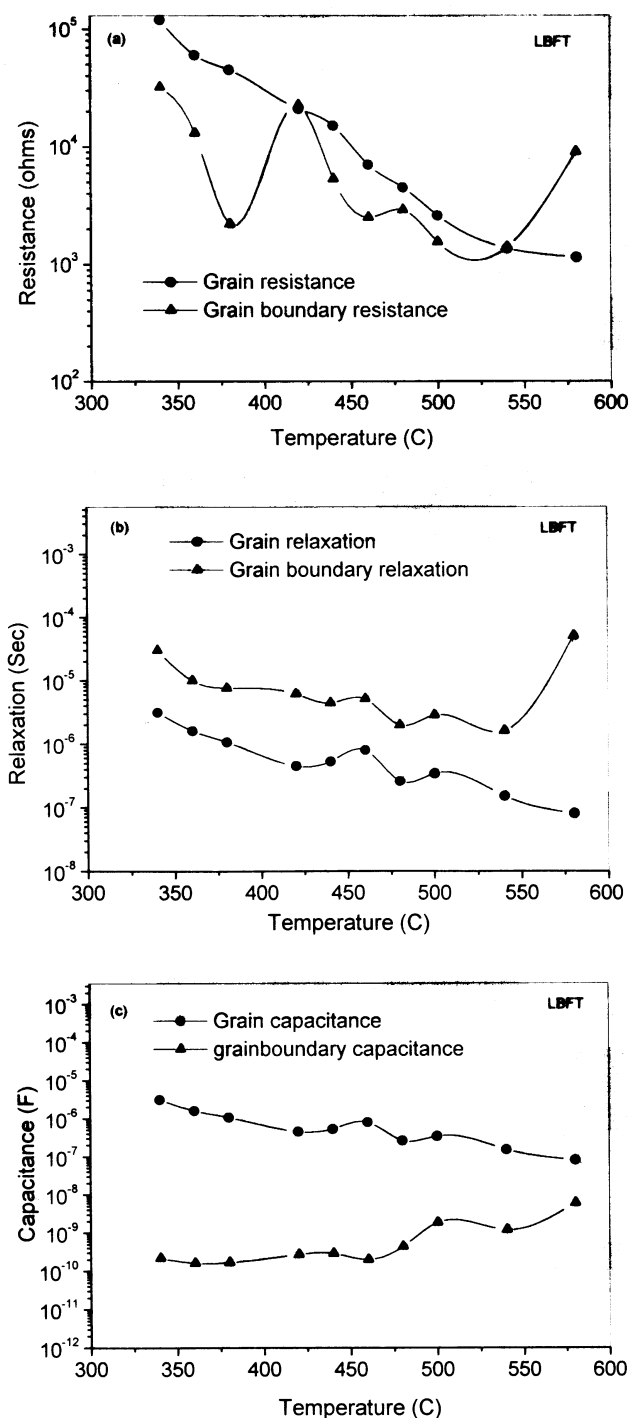 (a)
LBFT
10^5
10^4
10^3
10^2
Resistance (ohms)
Grain resistance
Grain boundary resistance
300 350 400 450 500 550 600
Temperature (C)
(b)
LBFT
Grain relaxation
Grain boundary relaxation
10^-3
10^-4
10^-5
10^-6
10^-7
10^-8
Relaxation (Sec)
300 350 400 450 500 550 600
Temperature (C)
(c)
LBFT
Grain capacitance
grainboundary capacitance
10^-3
10^-4
10^-5
10^-6
10^-7
10^-8
10^-9
10^-10
10^-11
10^-12
Capacitance (F)
300 350 400 450 500 550 600
Temperature (C)